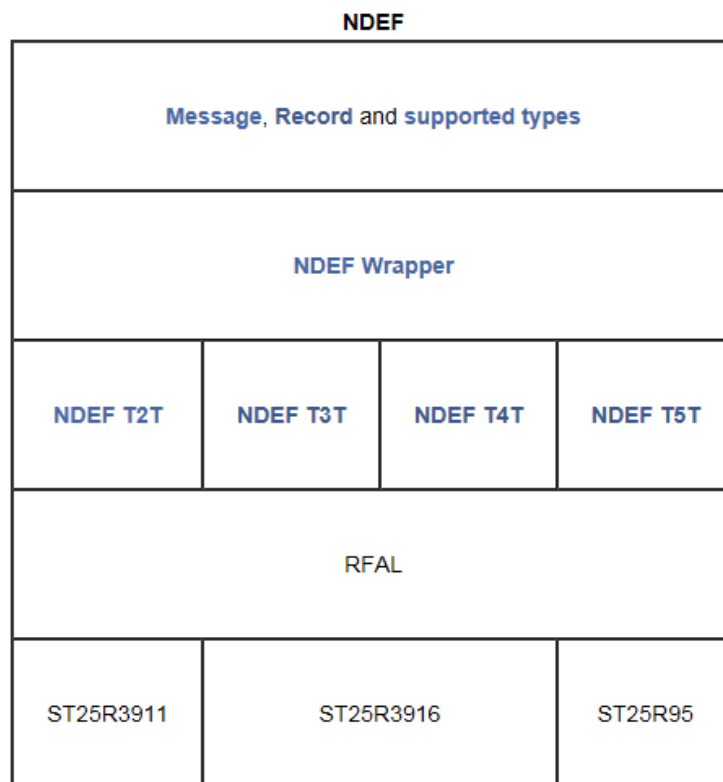 NDEF
Message, Record and supported types
NDEF Wrapper
NDEF T2T NDEF T3T NDEF T4T NDEF T5T
RFAL
ST25R3911 ST25R3916 ST25R95